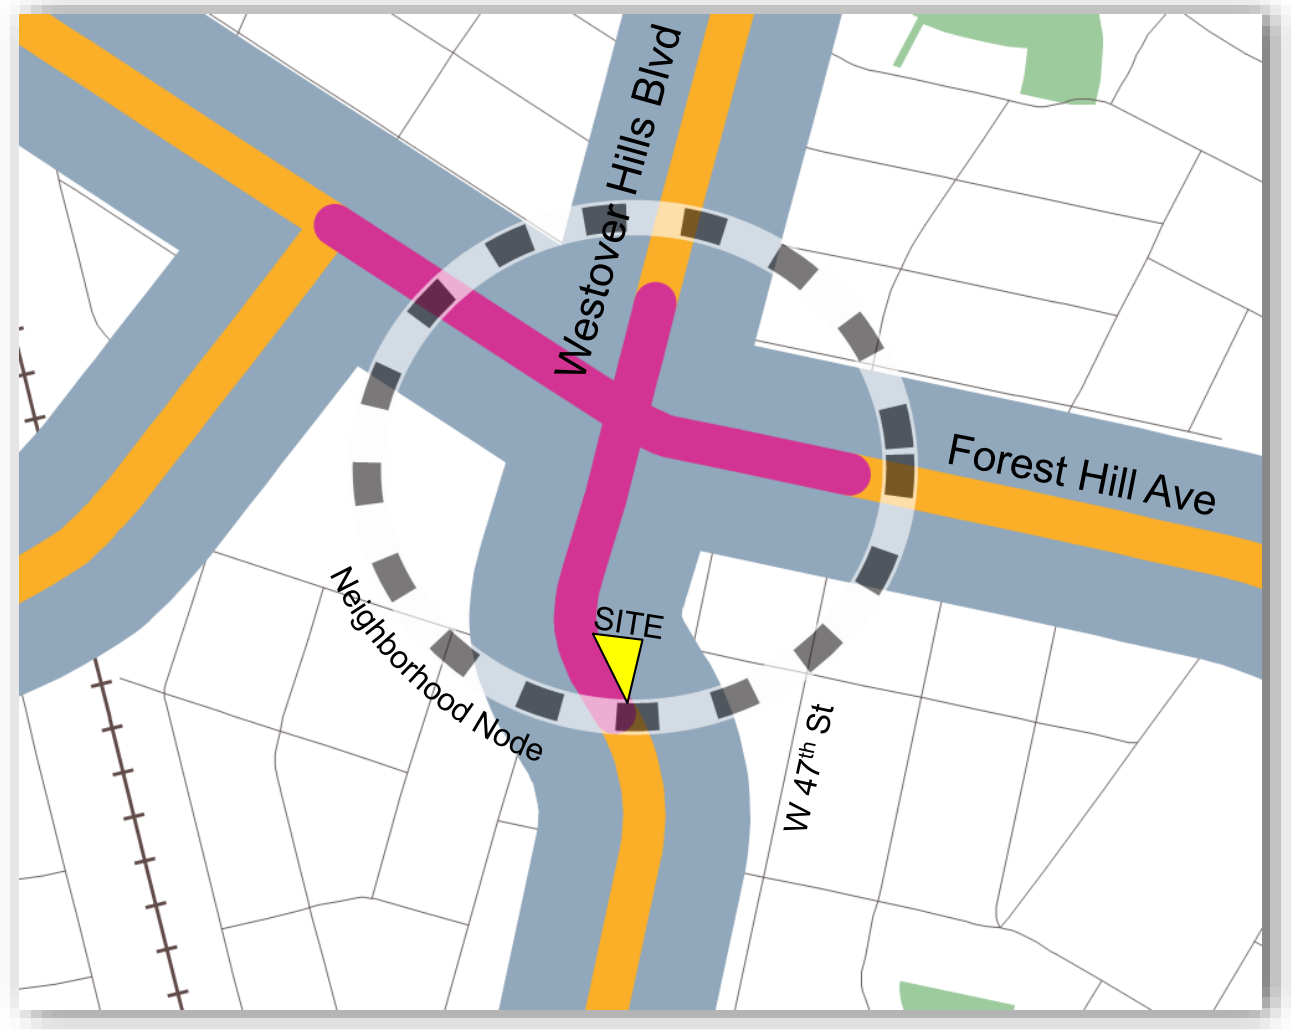 Westover Hills Blvd
Forest Hill Ave
SITE
Neighborhood Node
W 47th St